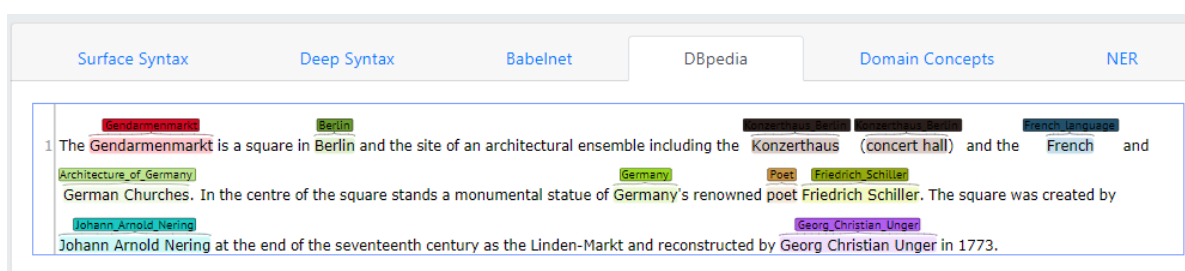 Surface Syntax Deep Syntax Babelnet DBpedia Domain Concepts NER
Gendarmenmarkt Berlin Konzerthaus_Berlin Konzerthaus_Berlin French_language
1 The Gendarmenmarkt is a square in Berlin and the site of an architectural ensemble including the Konzerthaus (concert hall) and the French and
Architecture_of_Germany Germany Poet Friedrich_Schiller
German Churches. In the centre of the square stands a monumental statue of Germany's renowned poet Friedrich Schiller. The square was created by
Johann_Arnold_Nering Georg_Christian_Unger
Johann Arnold Nering at the end of the seventeenth century as the Linden-Markt and reconstructed by Georg Christian Unger in 1773.